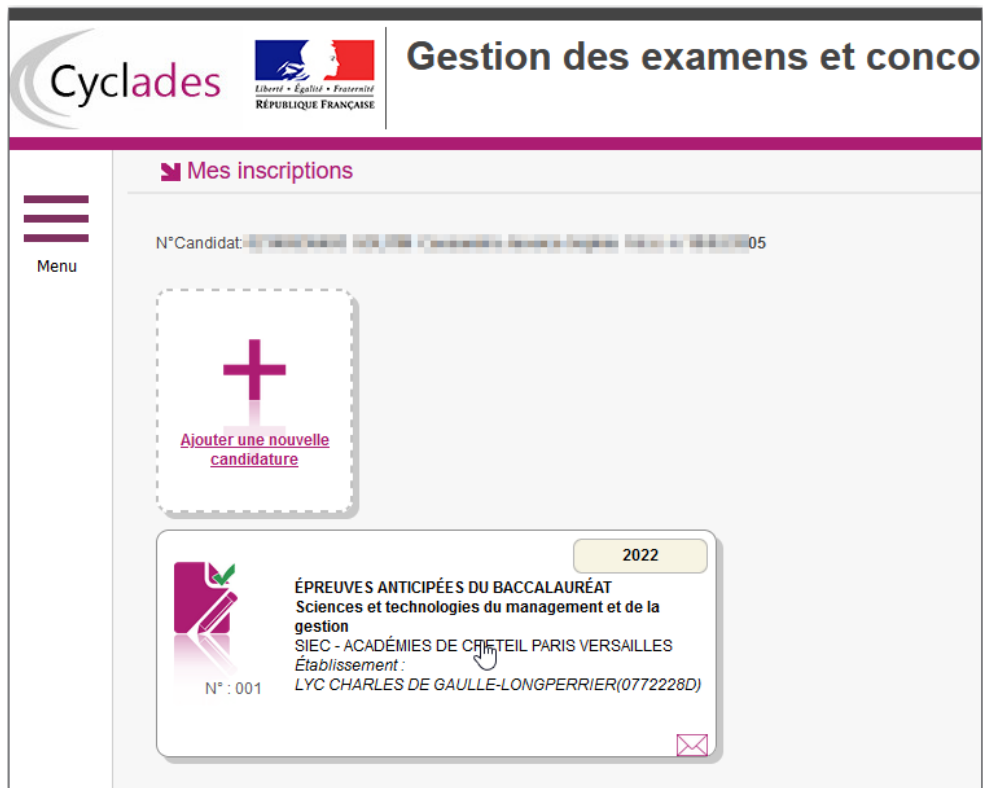 Cyclades
Liberté • Égalité • Fraternité
RÉPUBLIQUE FRANÇAISE
Gestion des examens et conco
Menu
Mes inscriptions
N°Candidat: 05
Ajouter une nouvelle
candidature
2022
ÉPREUVES ANTICIPÉES DU BACCALAURÉAT
Sciences et technologies du management et de la
gestion
SIEC - ACADÉMIES DE CRETEIL PARIS VERSAILLES
Établissement :
LYC CHARLES DE GAULLE-LONGPERRIER(0772228D)
N° : 001